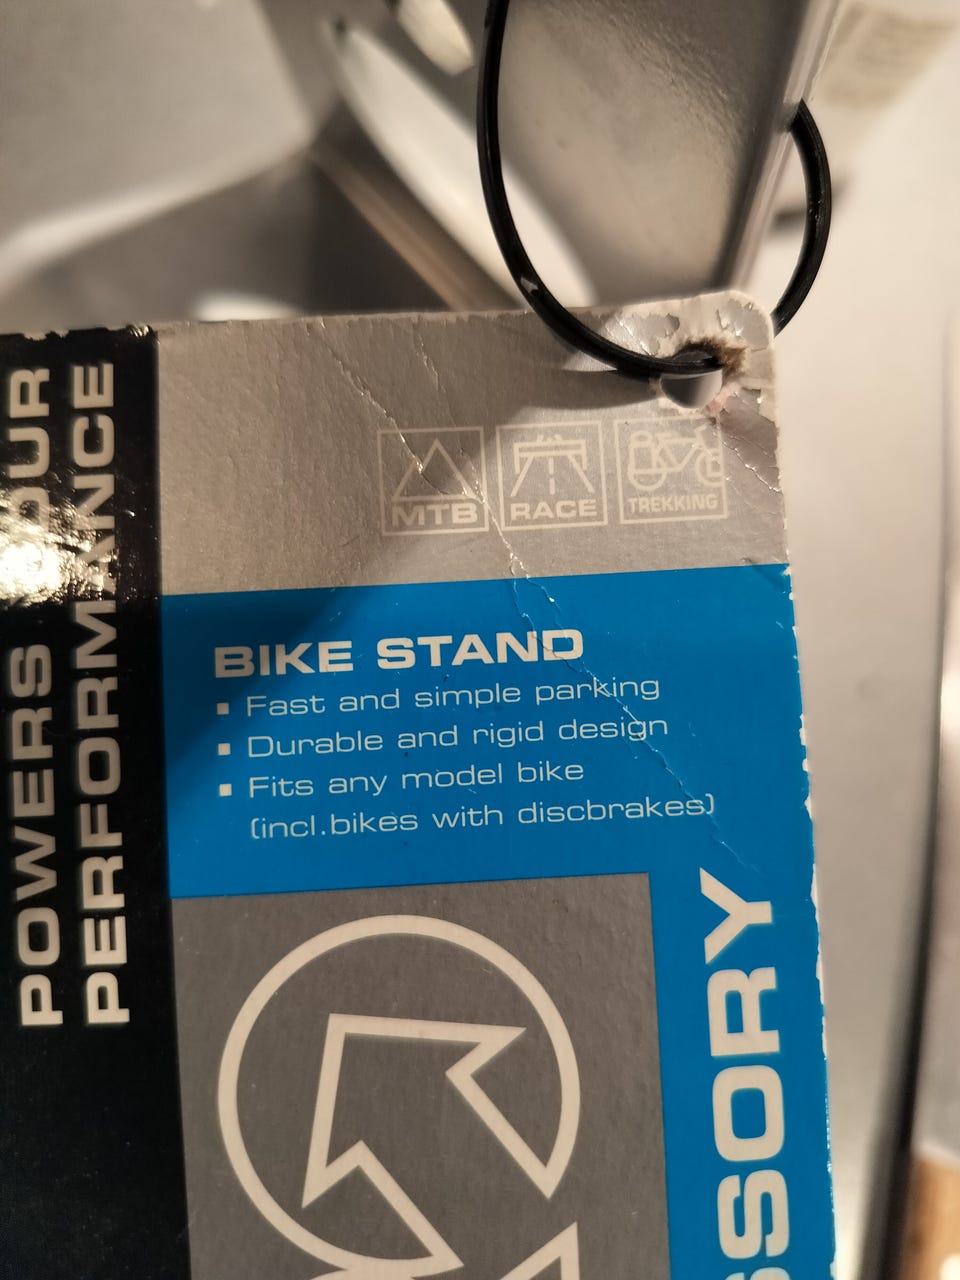 POWERS YOUR
PERFORMANCE
MTB
RACE
TREKKING
BIKE STAND
▪ Fast and simple parking
▪ Durable and rigid design
▪ Fits any model bike
(incl.bikes with discbrakes)
SSORY